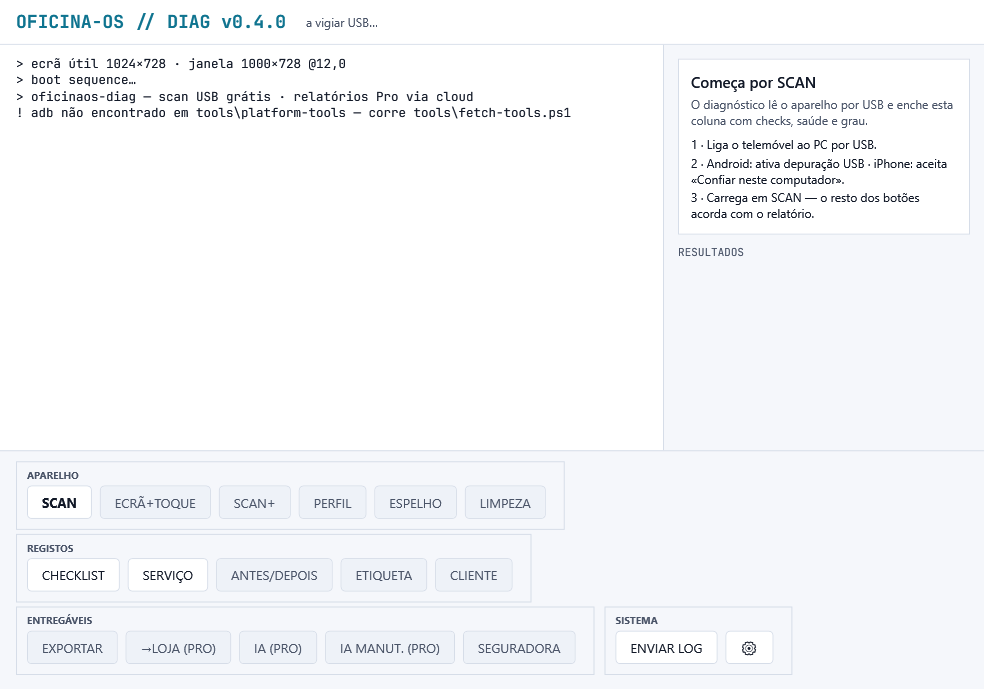 OFICINA-OS // DIAG v0.4.0 a vigiar USB...
> ecrã útil 1024×728 · janela 1000×728 @12,0
> boot sequence…
> oficinaos-diag — scan USB grátis · relatórios Pro via cloud
! adb não encontrado em tools\platform-tools — corre tools\fetch-tools.ps1
Começa por SCAN
O diagnóstico lê o aparelho por USB e enche esta
coluna com checks, saúde e grau.
1 · Liga o telemóvel ao PC por USB.
2 · Android: ativa depuração USB · iPhone: aceita
«Confiar neste computador».
3 · Carrega em SCAN — o resto dos botões
acorda com o relatório.
RESULTADOS
APARELHO
SCAN ECRÃ+TOQUE SCAN+ PERFIL ESPELHO LIMPEZA
REGISTOS
CHECKLIST SERVIÇO ANTES/DEPOIS ETIQUETA CLIENTE
ENTREGÁVEIS
EXPORTAR →LOJA (PRO) IA (PRO) IA MANUT. (PRO) SEGURADORA
SISTEMA
ENVIAR LOG